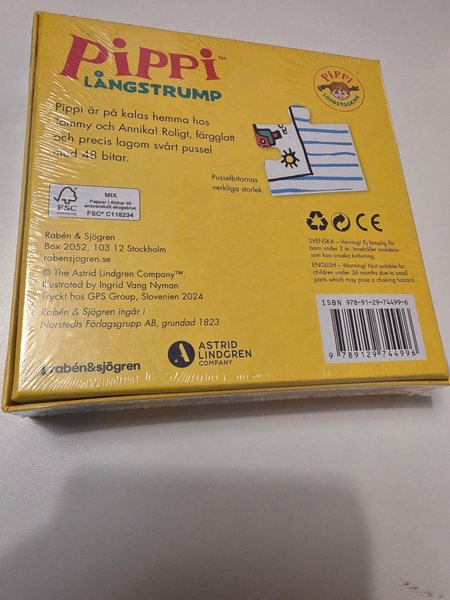 PiPPi™
LÅNGSTRUMP
PiPPi
LONGSTOCKING
Pippi är på kalas hemma hos
Tommy och Annika! Roligt, färgglatt
och precis lagom svårt pussel
med 48 bitar.
Pusselbitarnas
verkliga storlek.
FSC
MIX
Papper | Stödjer
ansvarsfullt skogsbruk
FSC® C118234
Rabén & Sjögren
Box 2052, 103 12 Stockholm
rabensjogren.se
© The Astrid Lindgren Company™.
Illustrated by Ingrid Vang Nyman
Tryckt hos GPS Group, Slovenien 2024
Rabén & Sjögren ingår i
Norstedts Förlagsgrupp AB, grundad 1823
CE
SVENSKA – Varning! Ej lämplig för
barn under 3 år. Innehåller smådelar
som kan orsaka kvävning.
ENGLISH – Warning! Not suitable for
children under 36 months due to small
parts which may pose a choking hazard.
ISBN 978-91-29-74499-6
9 789129 744996
rabén&sjögren
A
ASTRID
LINDGREN
COMPANY